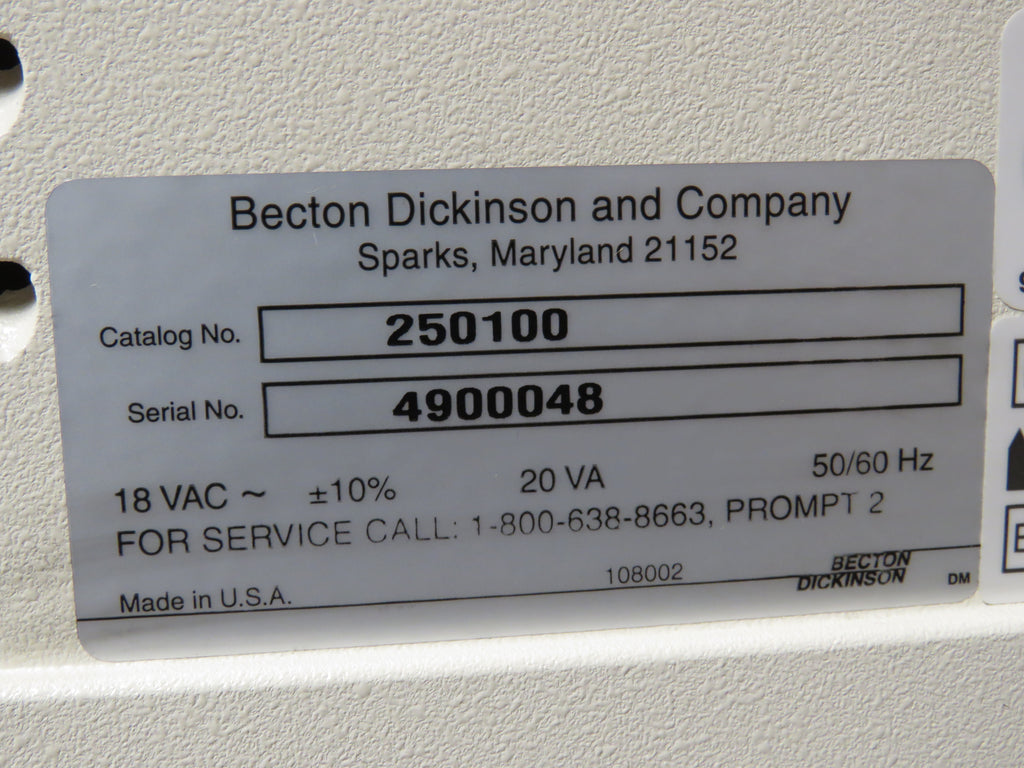 Becton Dickinson and Company
Sparks, Maryland 21152
Catalog No. 250100
Serial No. 4900048
18 VAC ~ ±10% 20 VA 50/60 Hz
FOR SERVICE CALL: 1-800-638-8663, PROMPT 2
Made in U.S.A. 108002 BECTON DICKINSON DM